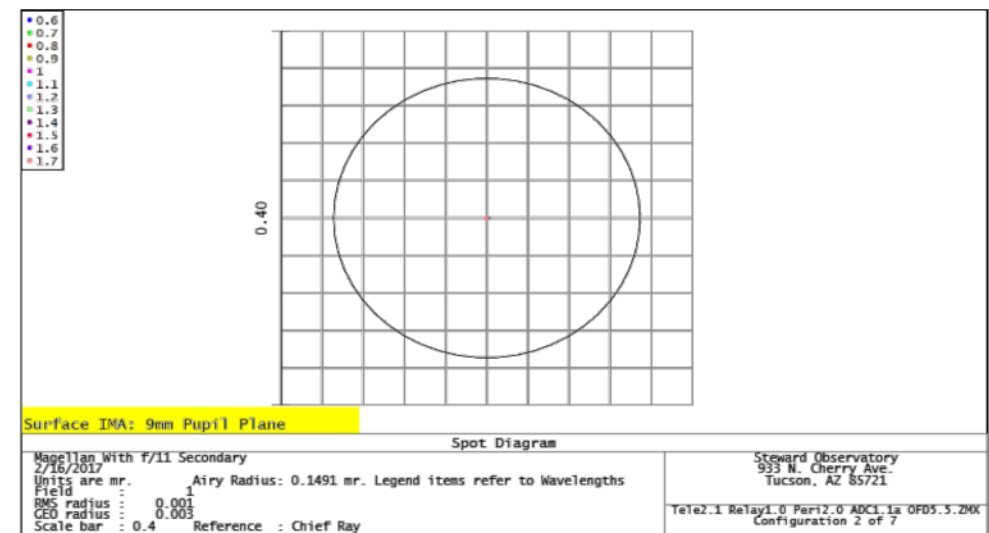 0.6
0.7
0.8
0.9
1
1.1
1.2
1.3
1.4
1.5
1.6
1.7
0.40
Surface IMA: 9mm Pupil Plane
Spot Diagram
Magellan With f/11 Secondary
2/16/2017
Units are mr. Airy Radius: 0.1491 mr. Legend items refer to Wavelengths
Field : 1
RMS radius : 0.001
GEO radius : 0.003
Scale bar : 0.4 Reference : Chief Ray
Steward Observatory
933 N. Cherry Ave.
Tucson, AZ 85721
Tele2.1 Relay1.0 Peri2.0 ADC1.1a OFD5.5.ZMX
Configuration 2 of 7